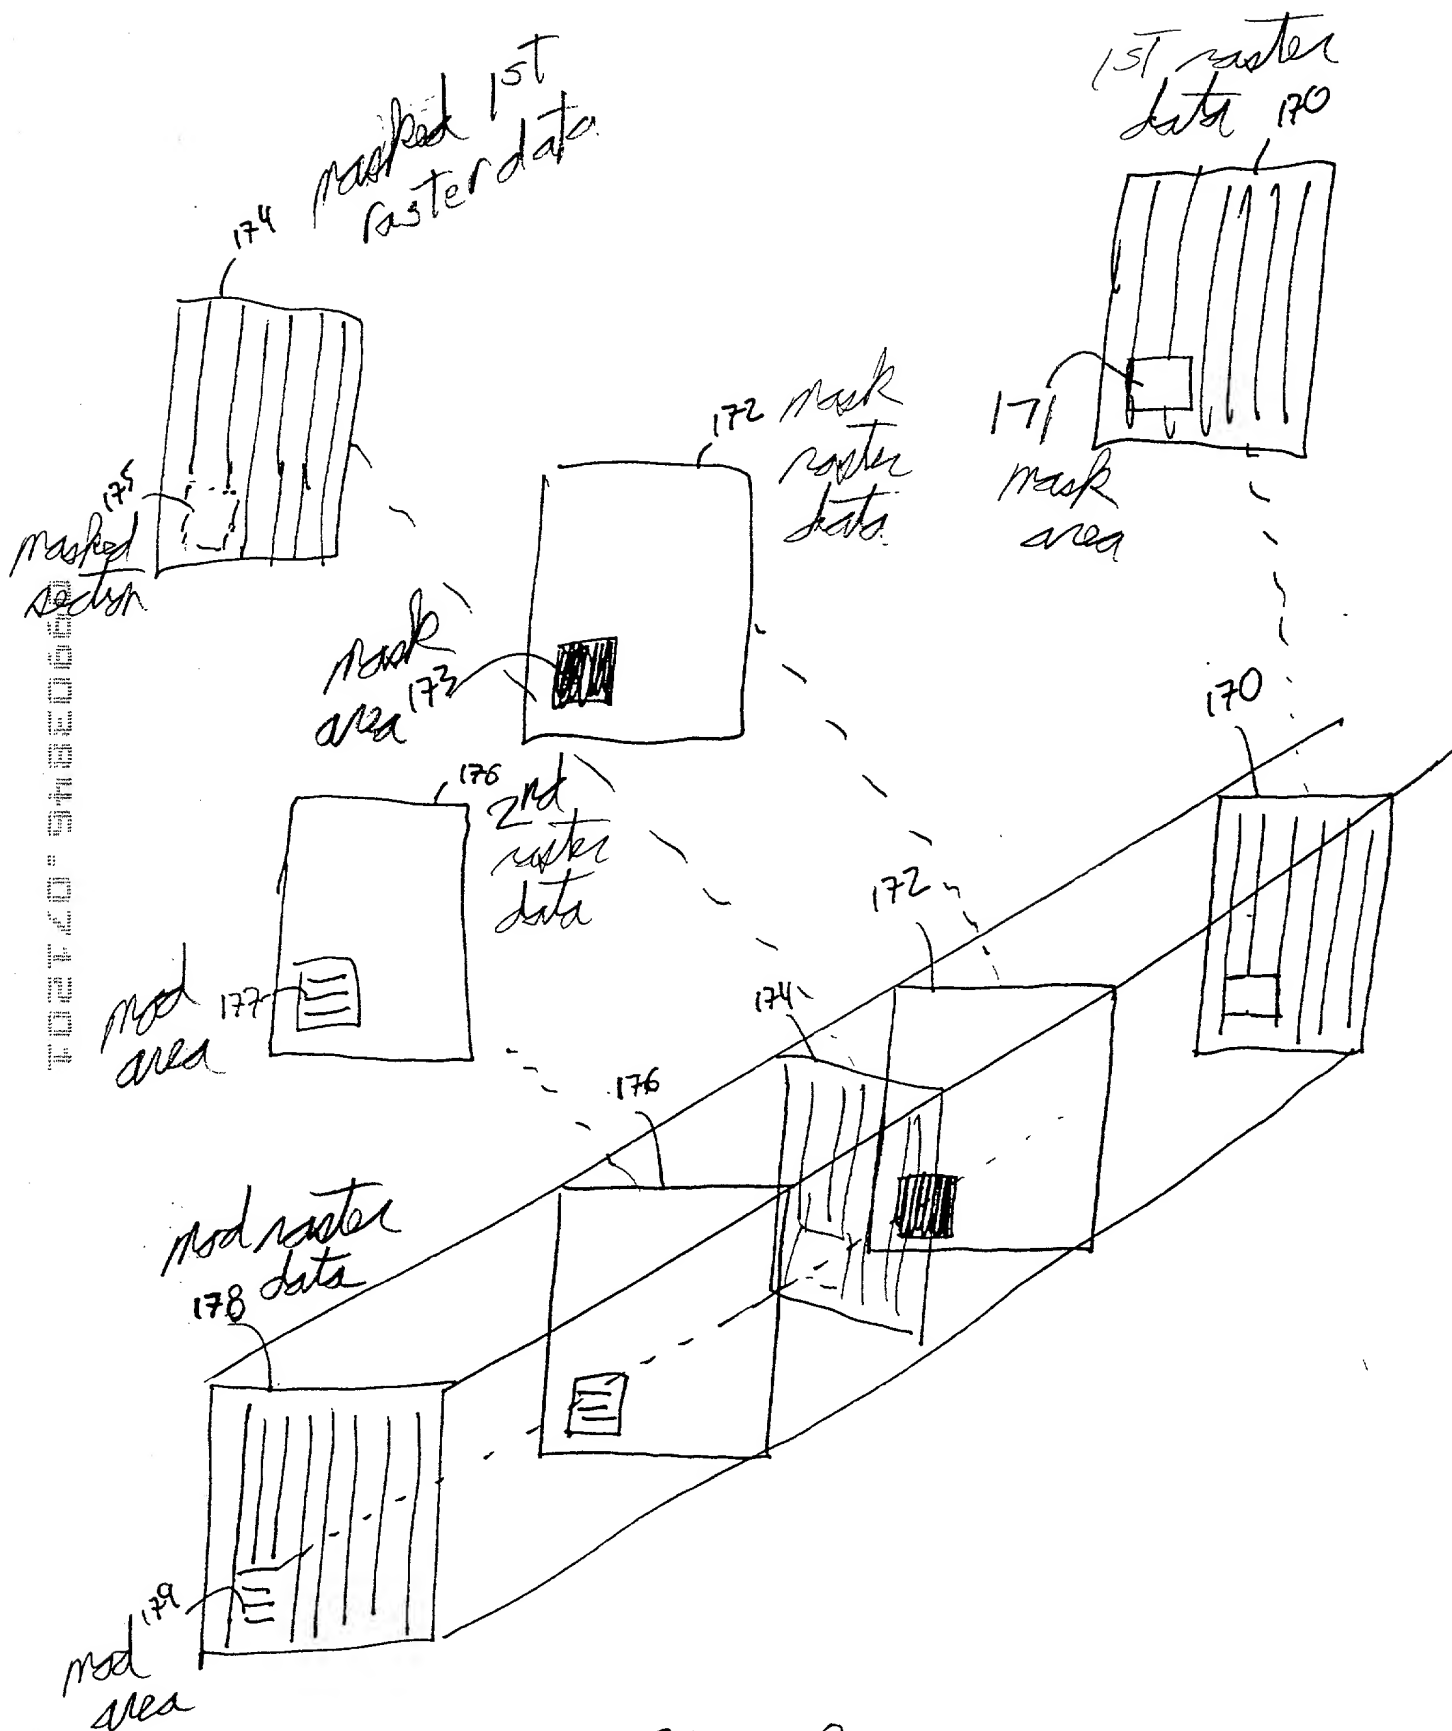 masked 1st
raster data
174
1st raster
data 170
171
mask
area
172 mask
raster
data
175
masked
section
mask
area 173
176
2nd
raster
data
mod
area
177
170
172
174
176
mod raster
data
178
179
mod
area